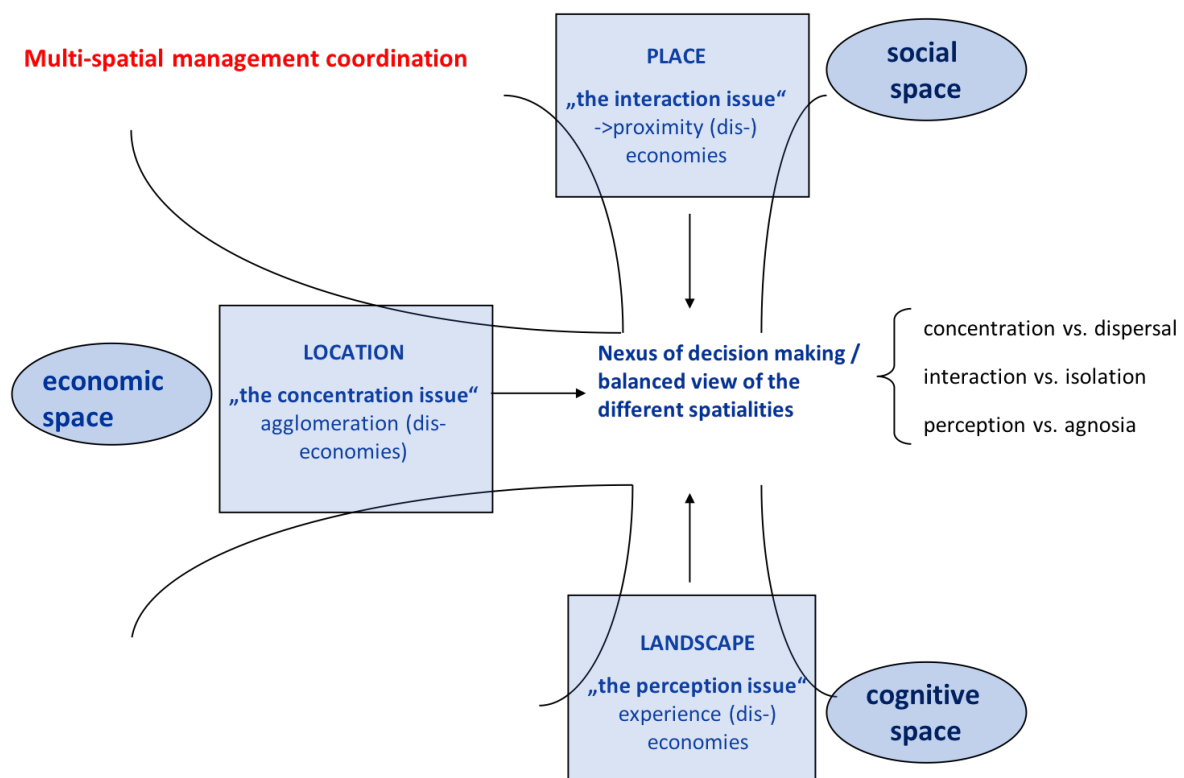 Multi-spatial management coordination
PLACE
„the interaction issue“
->proximity (dis-)
economies
social
space
economic
space
LOCATION
„the concentration issue“
agglomeration (dis-
economies)
Nexus of decision making /
balanced view of the
different spatialities
concentration vs. dispersal
interaction vs. isolation
perception vs. agnosia
LANDSCAPE
„the perception issue“
experience (dis-)
economies
cognitive
space